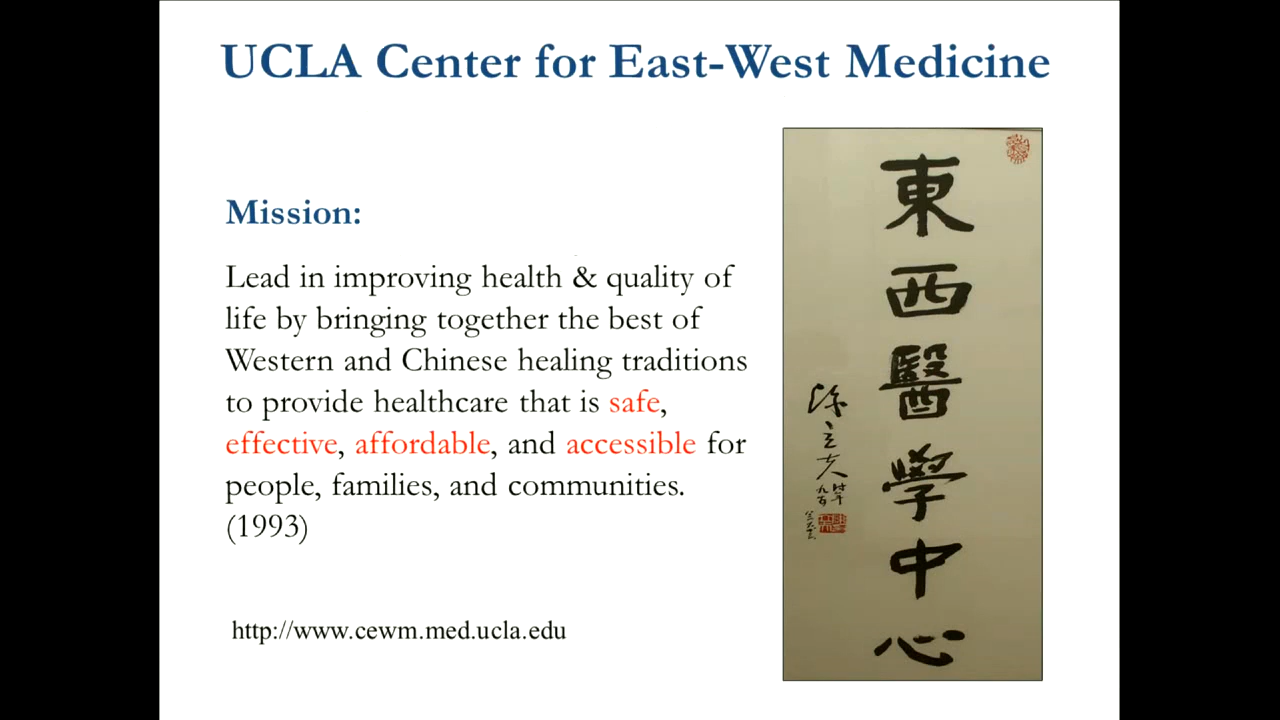 UCLA Center for East-West Medicine
Mission:
Lead in improving health & quality of
life by bringing together the best of
Western and Chinese healing traditions
to provide healthcare that is safe,
effective, affordable, and accessible for
people, families, and communities.
(1993)
http://www.cewm.med.ucla.edu
東西醫學中心
立夫